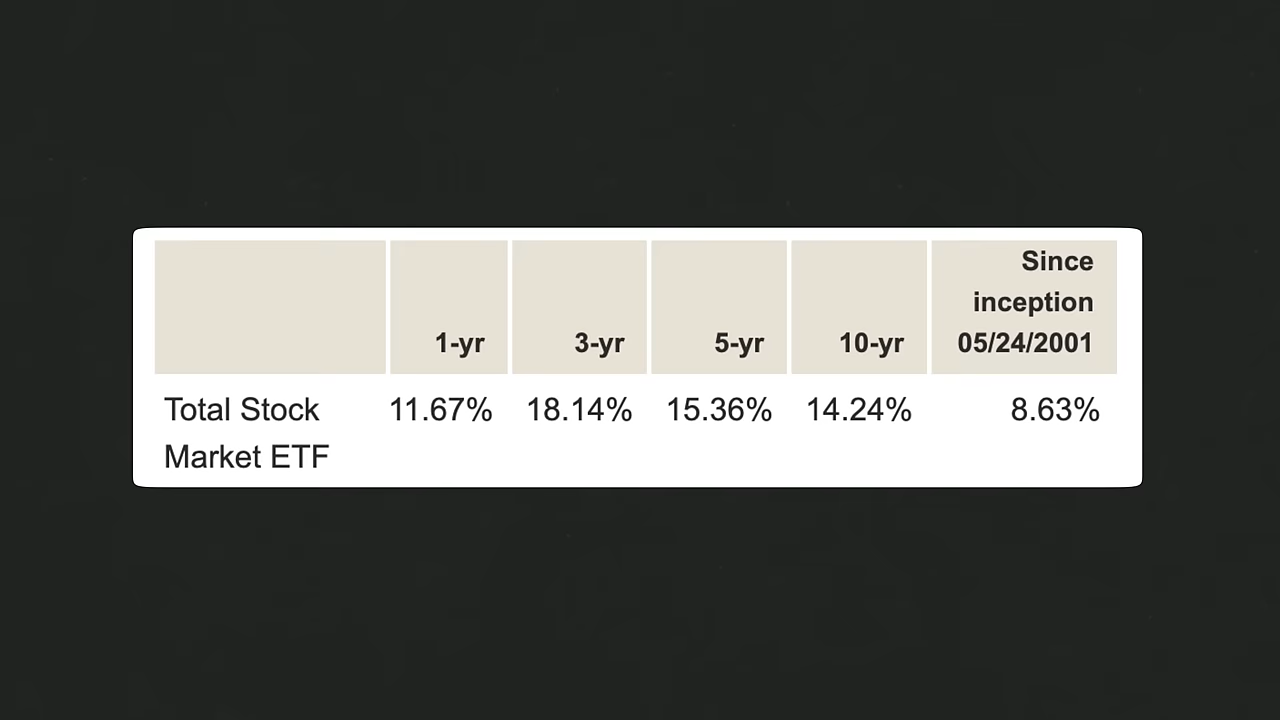 Since
inception
1-yr 3-yr 5-yr 10-yr 05/24/2001
Total Stock 11.67% 18.14% 15.36% 14.24% 8.63%
Market ETF